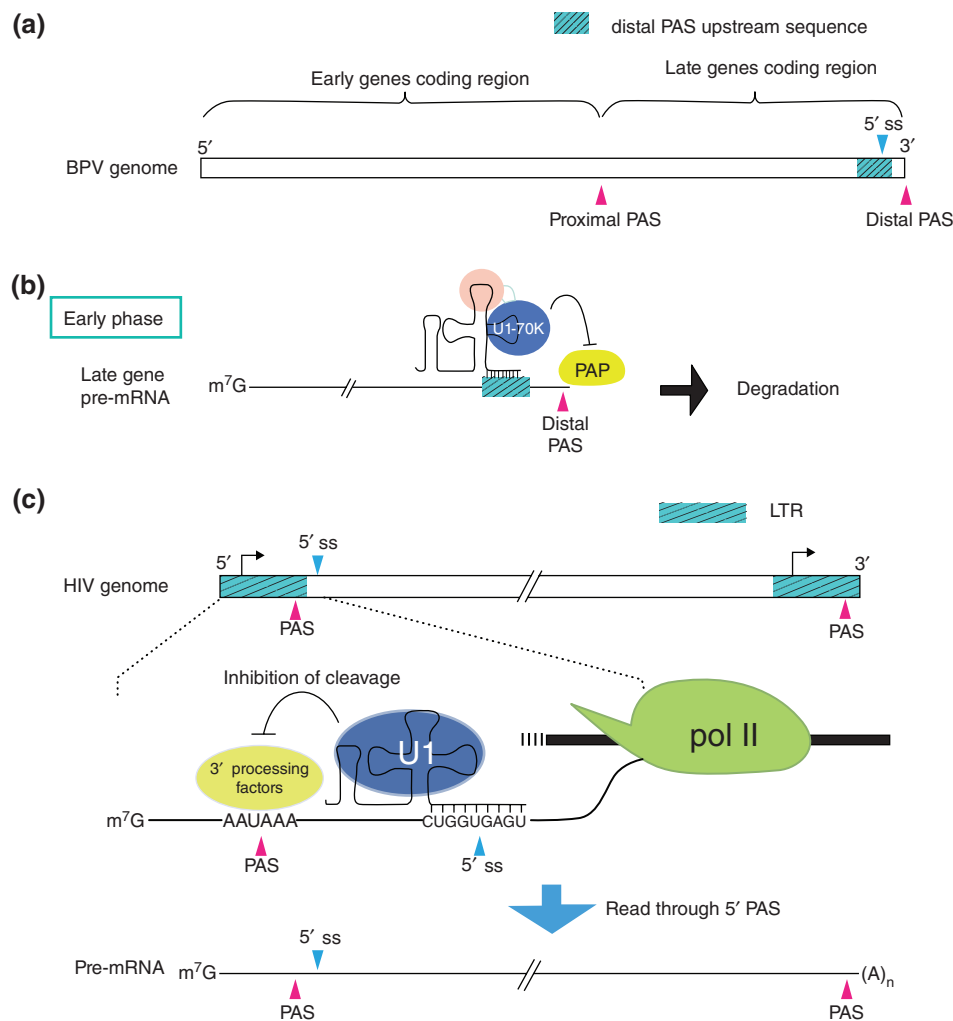 (a)
distal PAS upstream sequence
Early genes coding region
Late genes coding region
5′ ss
5′
3′
BPV genome
Proximal PAS
Distal PAS
(b)
Early phase
U1-70K
PAP
Late gene
pre-mRNA
m⁷G
Degradation
Distal
PAS
(c)
LTR
5′ ss
5′
3′
HIV genome
PAS
PAS
Inhibition of cleavage
U1
pol II
3′ processing
factors
m⁷G
AAUAAA
CUGGUGAGU
PAS
5′ ss
Read through 5′ PAS
5′ ss
Pre-mRNA
m⁷G
(A)ₙ
PAS
PAS